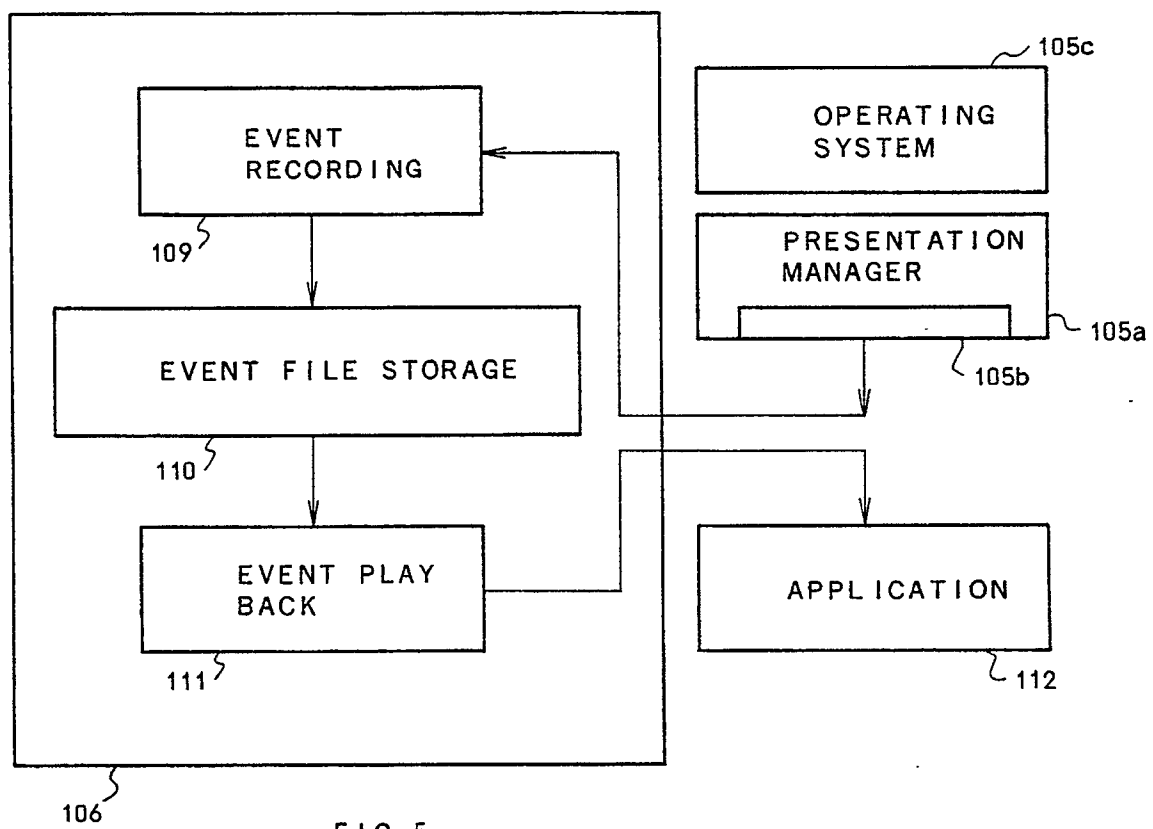 105c
OPERATING
SYSTEM
EVENT
RECORDING
109
PRESENTATION
MANAGER
105a
105b
EVENT FILE STORAGE
110
EVENT PLAY
BACK
111
APPLICATION
112
106